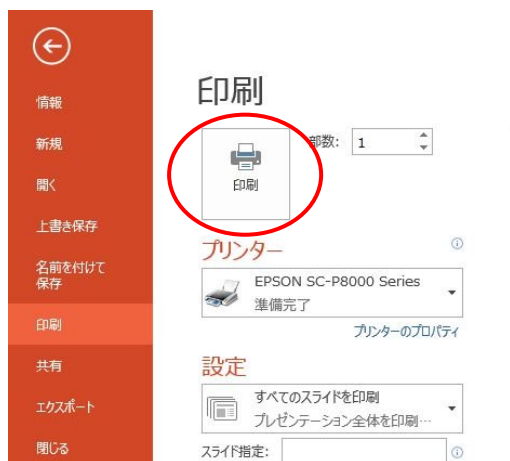 情報
新規
開く
上書き保存
名前を付けて
保存
印刷
共有
エクスポート
閉じる
印刷
印刷
部数: 1
プリンター
EPSON SC-P8000 Series
準備完了
プリンターのプロパティ
設定
すべてのスライドを印刷
プレゼンテーション全体を印刷…
スライド指定: